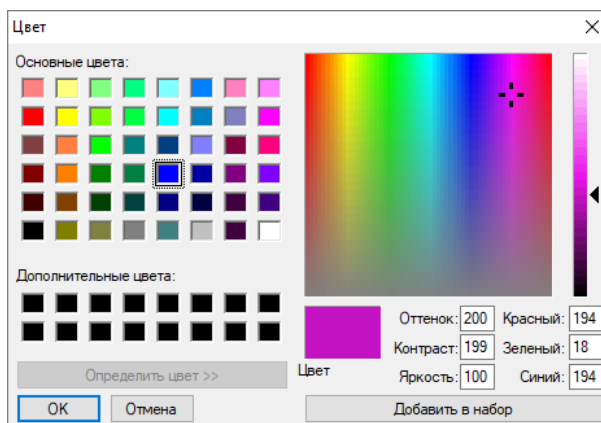 Цвет
Основные цвета:
Дополнительные цвета:
Определить цвет >>
OK
Отмена
Цвет
Оттенок: 200
Красный: 194
Контраст: 199
Зеленый: 18
Яркость: 100
Синий: 194
Добавить в набор